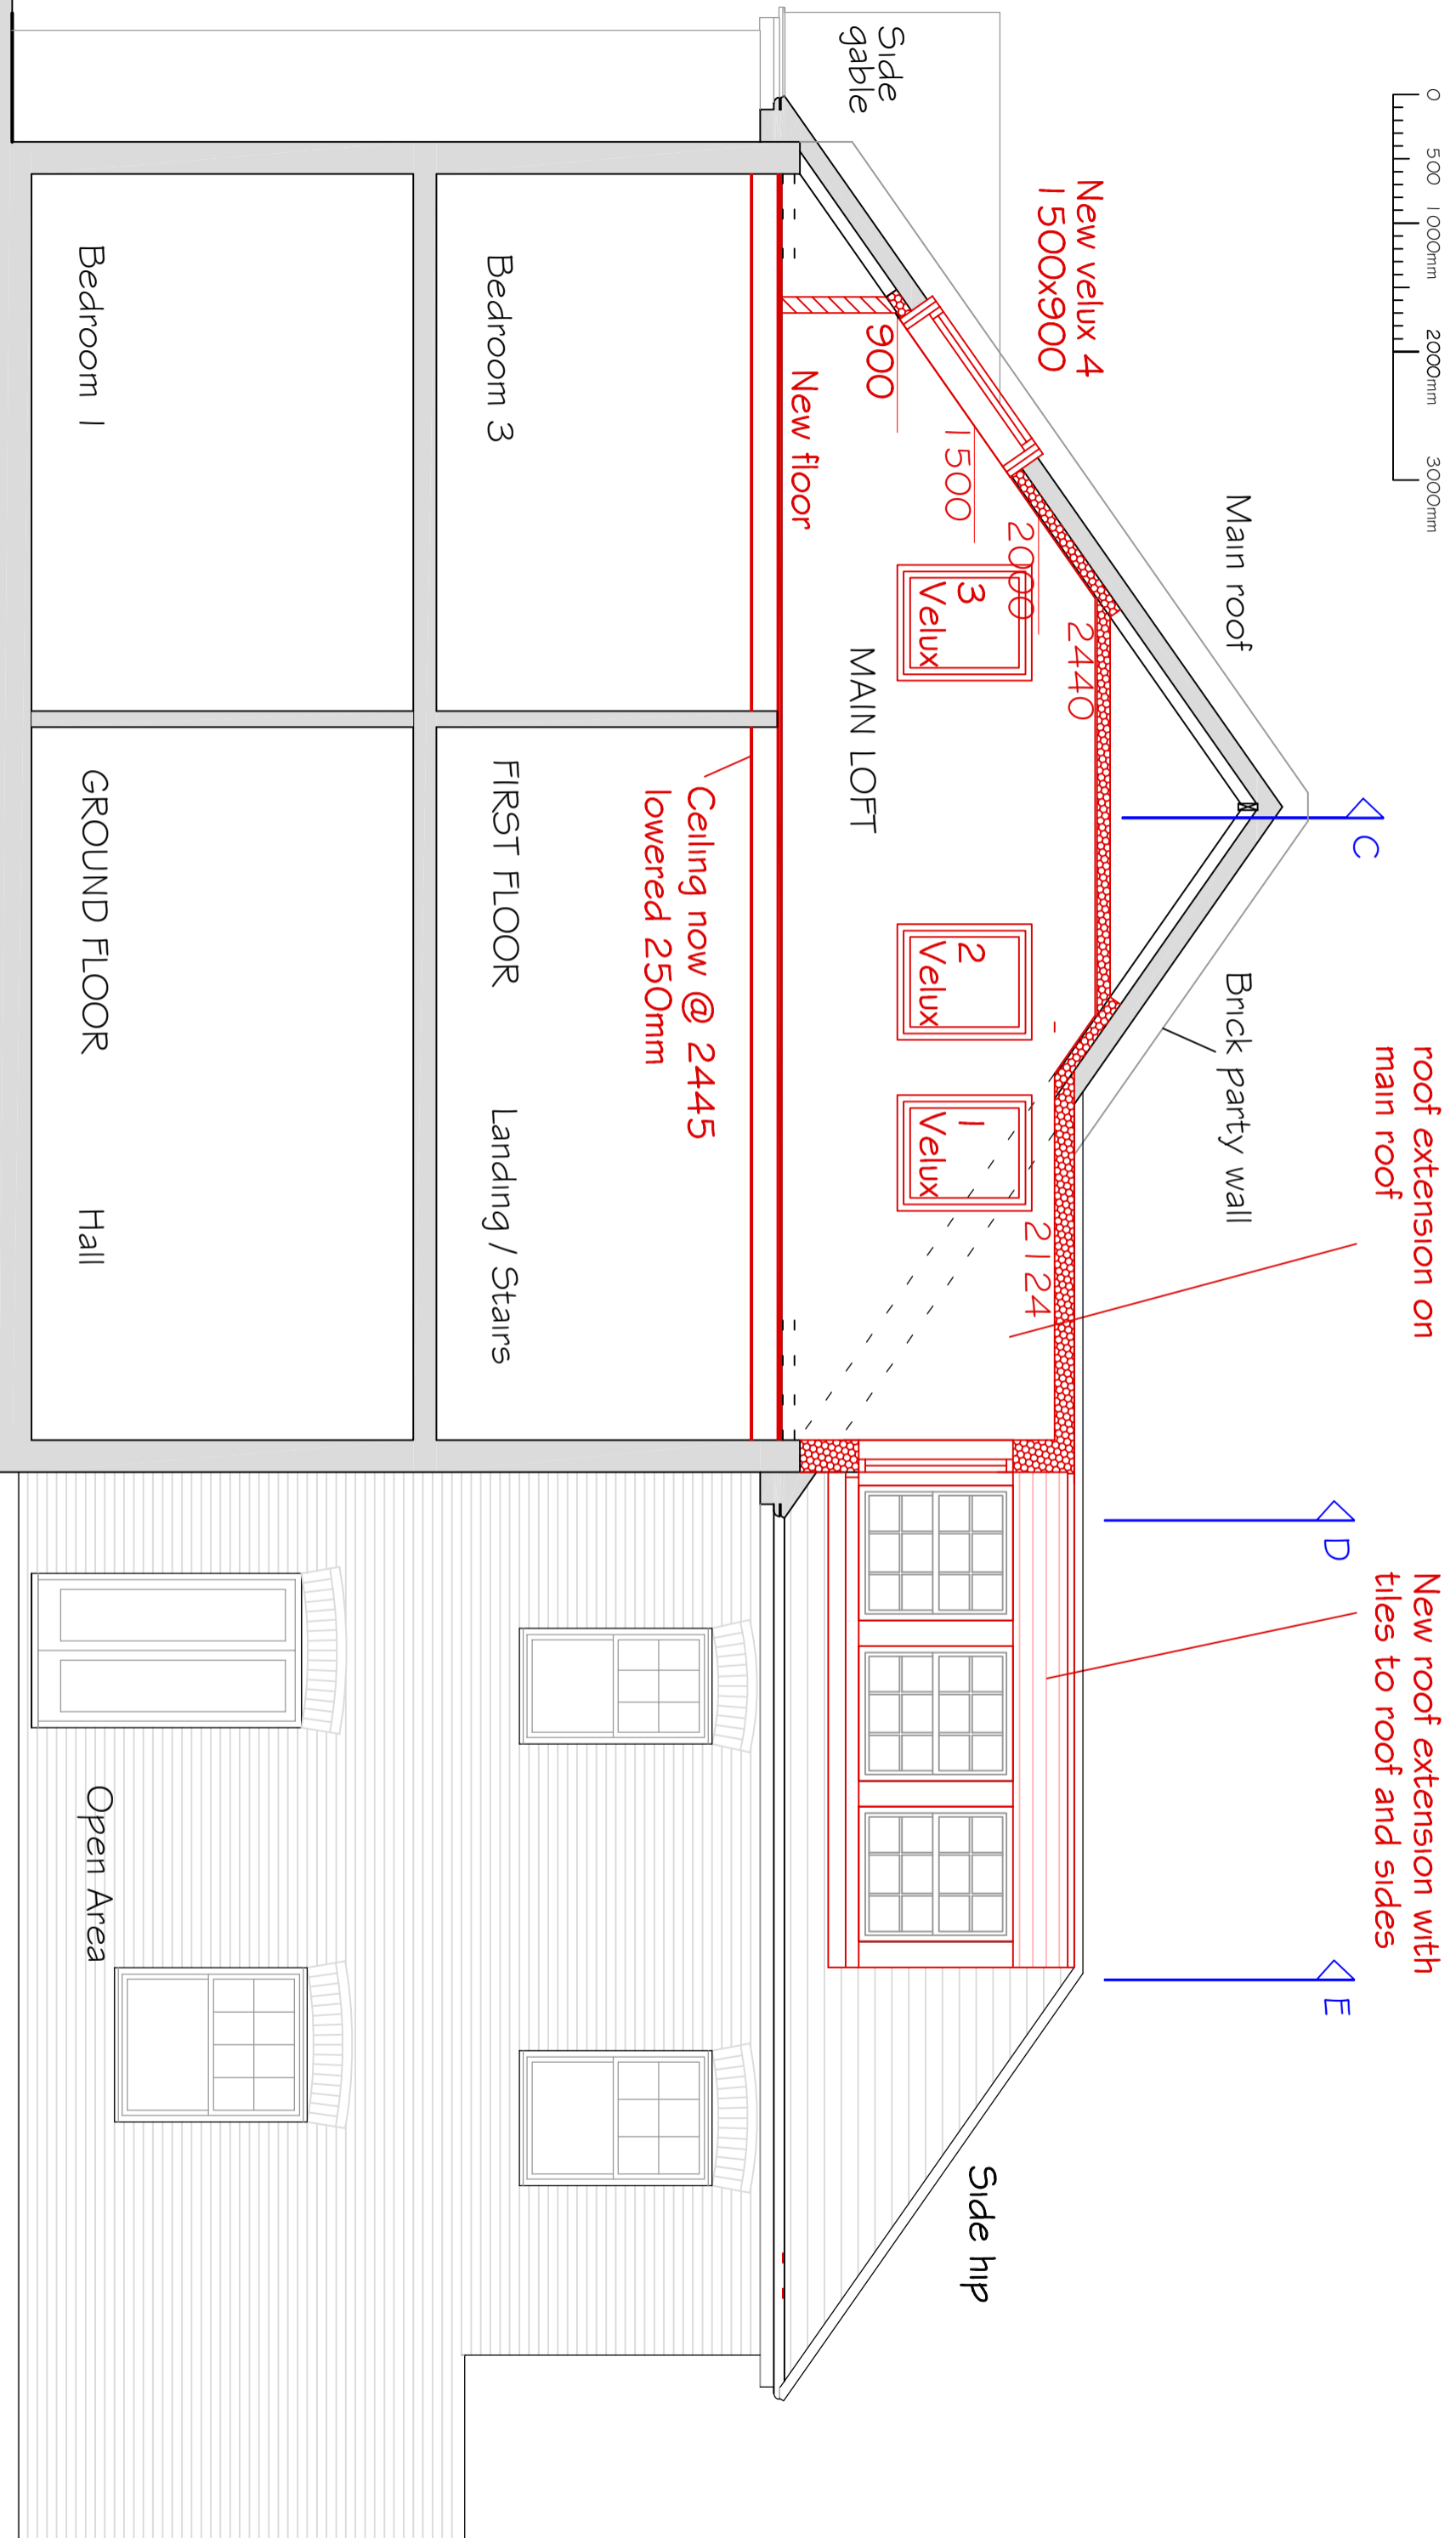 0 500 1000mm 2000mm 3000mm
roof extension on
main roof
New roof extension with
tiles to roof and sides
C
D
E
Main roof
Brick party wall
New velux 4
1500x900
Side
gable
Side hip
2440
2000
1500
900
2124
3
Velux
2
Velux
1
Velux
MAIN LOFT
New floor
Ceiling now @ 2445
lowered 250mm
Bedroom 3
FIRST FLOOR
Landing / Stairs
Bedroom 1
GROUND FLOOR
Hall
Open Area